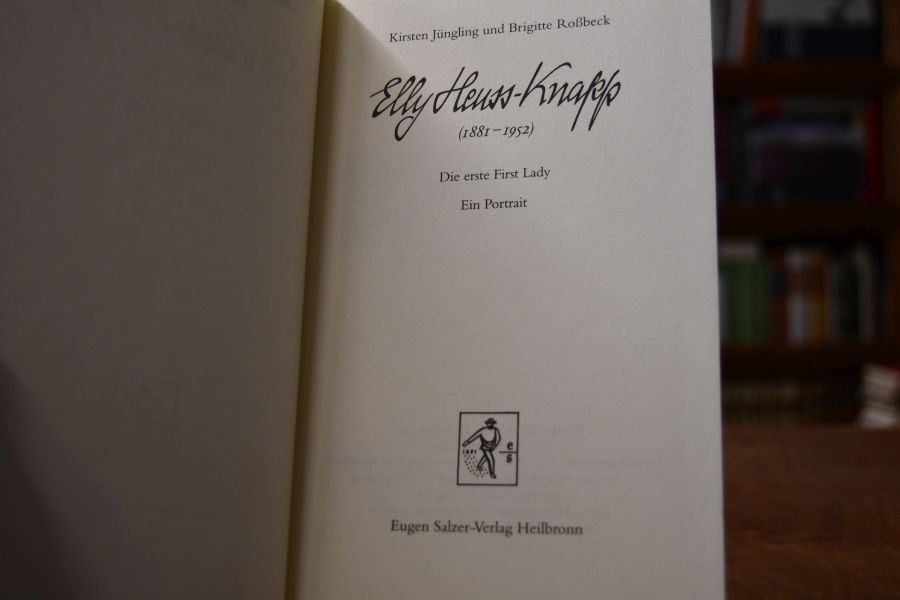 Kirsten Jüngling und Brigitte Roßbeck
Elly Heuss-Knapp
(1881–1952)
Die erste First Lady
Ein Portrait
1891
e
s
Eugen Salzer-Verlag Heilbronn